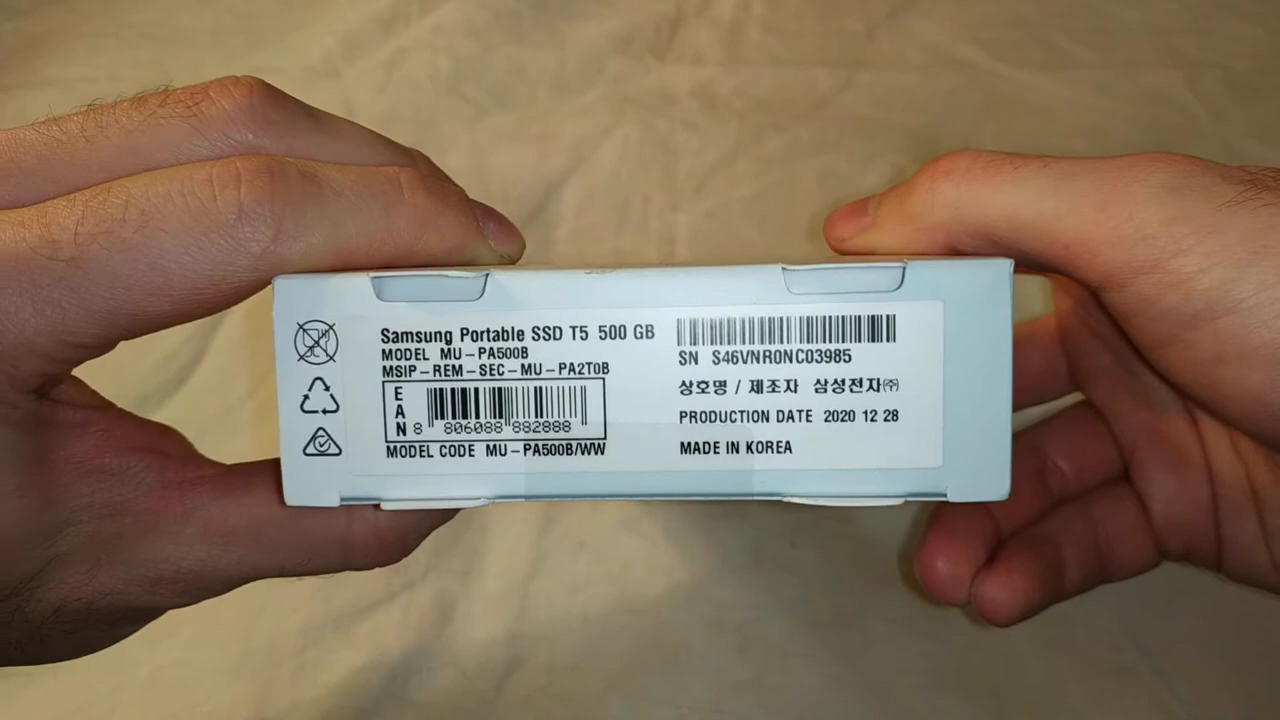 Samsung Portable SSD T5 500 GB
MODEL MU-PA500B
MSIP-REM-SEC-MU-PA2T0B
EAN
8 806088 882888
MODEL CODE MU-PA500B/WW
SN S46VNR0NC03985
상호명 / 제조자 삼성전자㈜
PRODUCTION DATE 2020 12 28
MADE IN KOREA